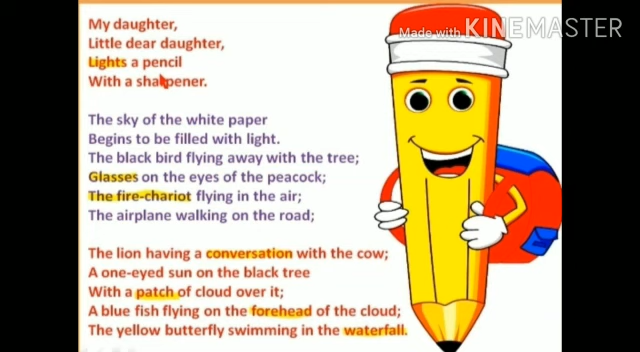 Made with KINEMASTER
My daughter,
Little dear daughter,
Lights a pencil
With a sharpener.
The sky of the white paper
Begins to be filled with light.
The black bird flying away with the tree;
Glasses on the eyes of the peacock;
The fire-chariot flying in the air;
The airplane walking on the road;
The lion having a conversation with the cow;
A one-eyed sun on the black tree
With a patch of cloud over it;
A blue fish flying on the forehead of the cloud;
The yellow butterfly swimming in the waterfall.